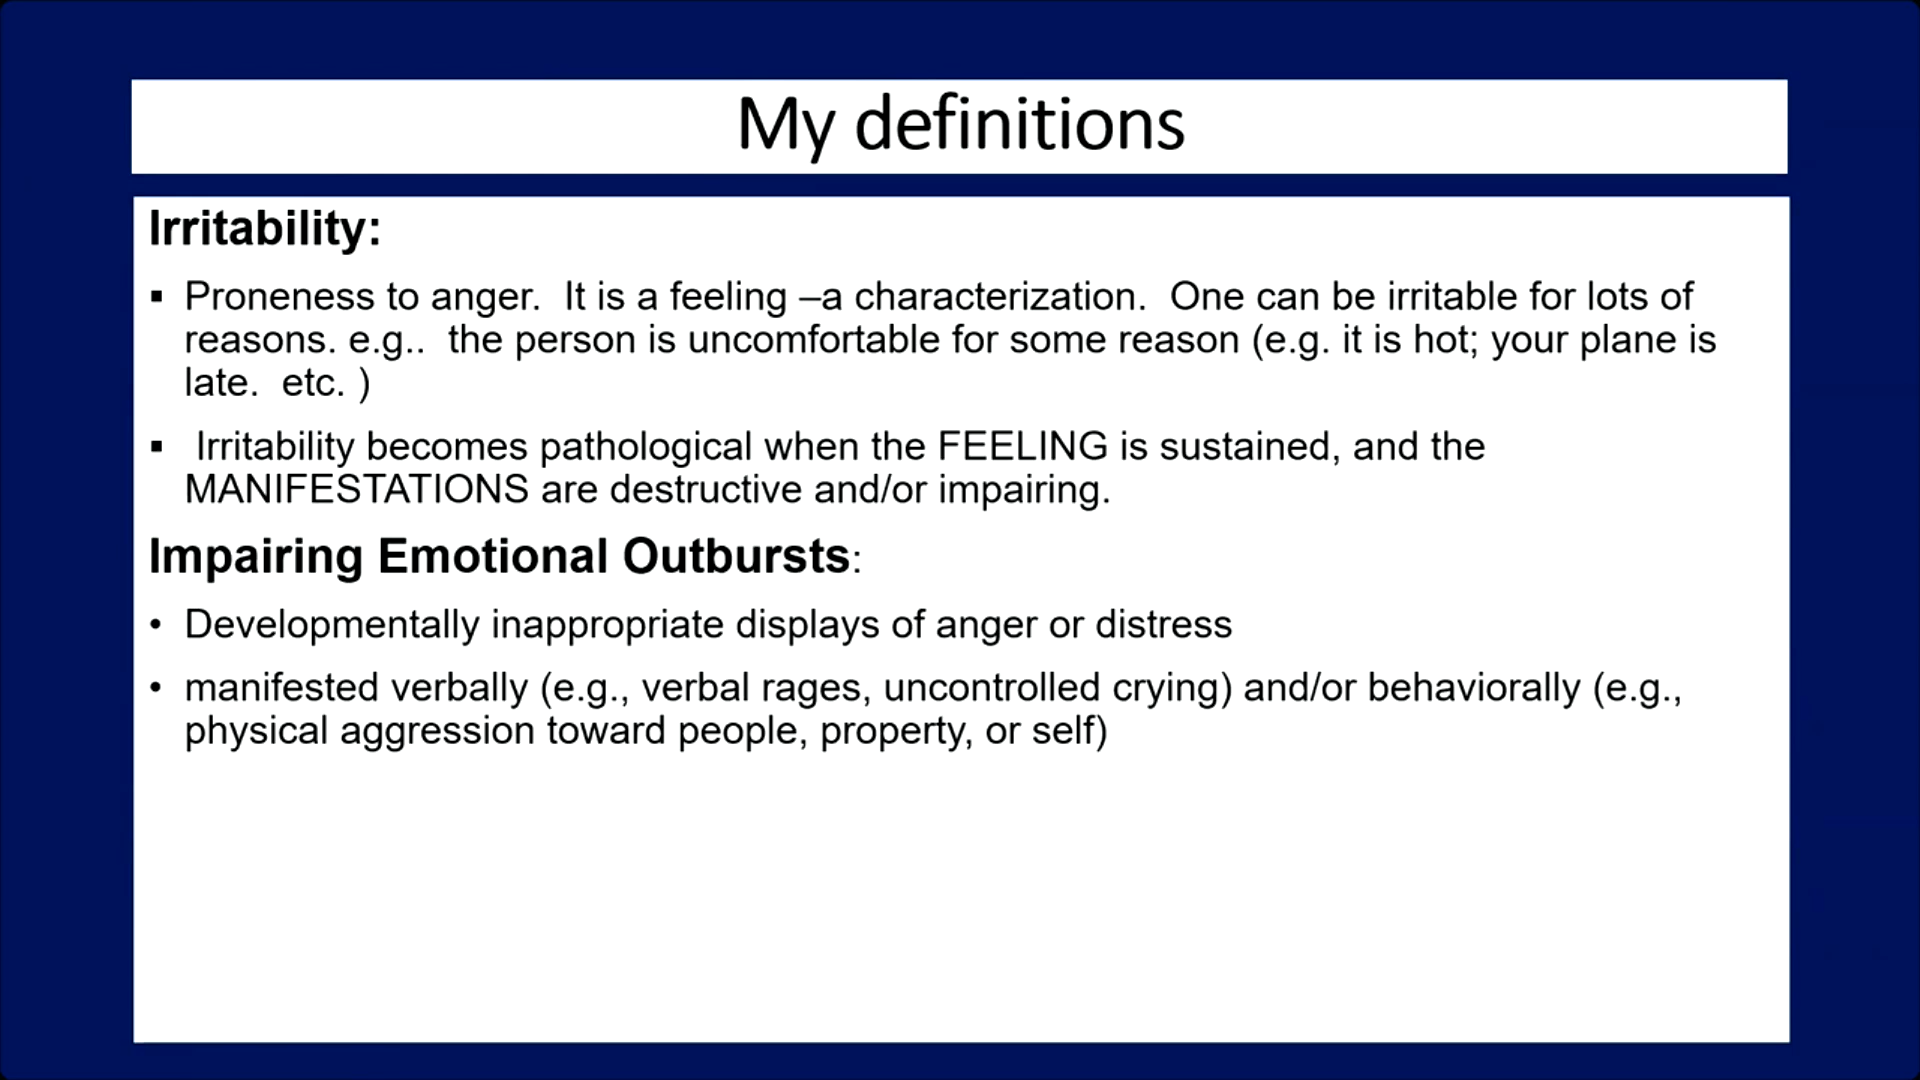 My definitions
Irritability:
▪ Proneness to anger.  It is a feeling –a characterization.  One can be irritable for lots of
reasons. e.g..  the person is uncomfortable for some reason (e.g. it is hot; your plane is
late.  etc. )
▪  Irritability becomes pathological when the FEELING is sustained, and the
MANIFESTATIONS are destructive and/or impairing.
Impairing Emotional Outbursts:
• Developmentally inappropriate displays of anger or distress
• manifested verbally (e.g., verbal rages, uncontrolled crying) and/or behaviorally (e.g.,
physical aggression toward people, property, or self)